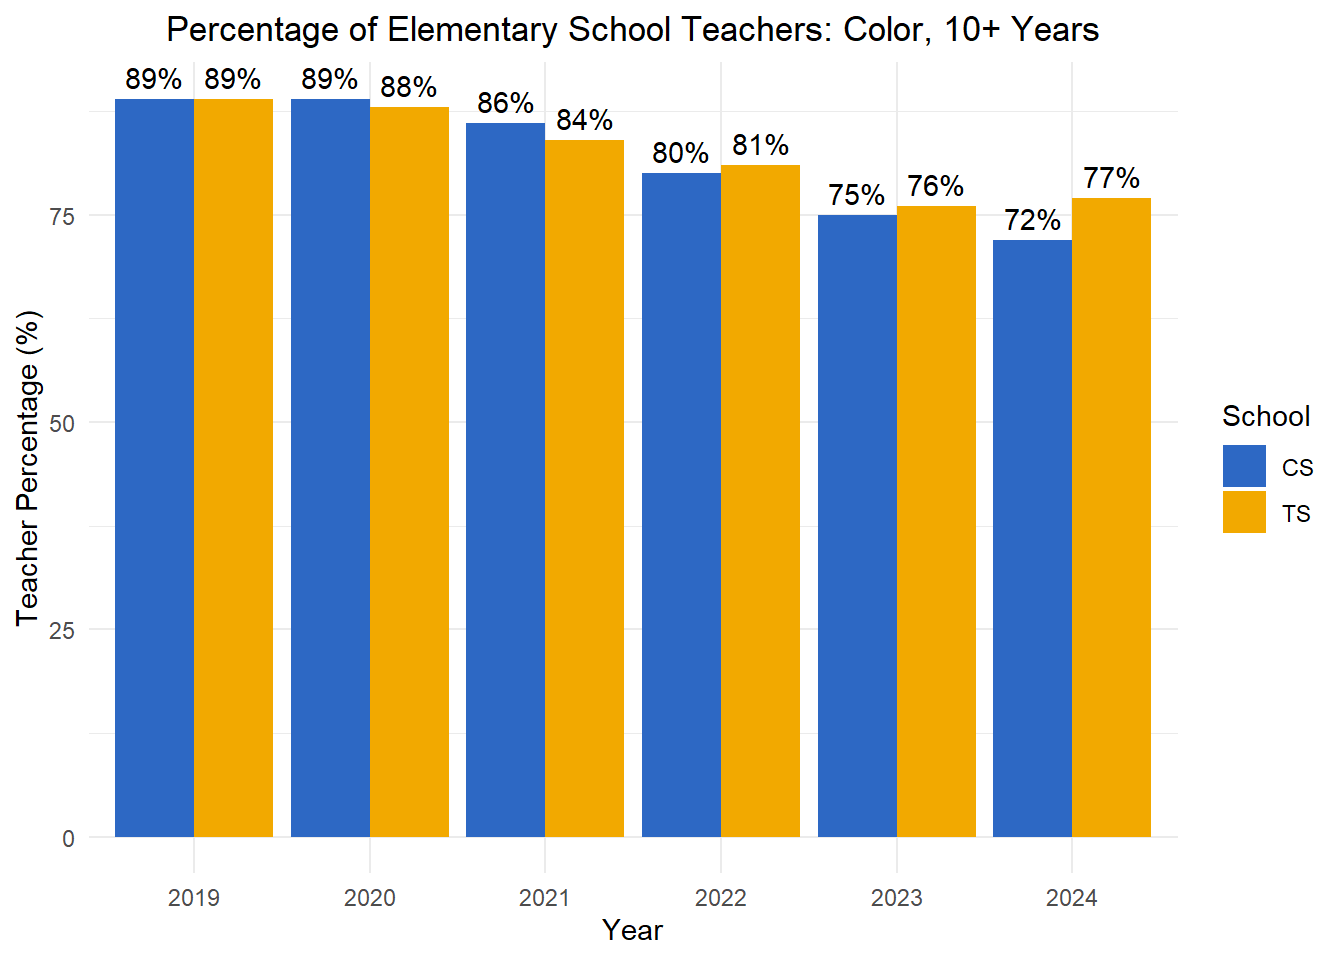 Percentage of Elementary School Teachers: Color, 10+ Years
89% 89% 89% 88% 86% 84% 80% 81% 75% 76% 72% 77%
Teacher Percentage (%)
75
50
25
0
2019 2020 2021 2022 2023 2024
Year
School
CS
TS